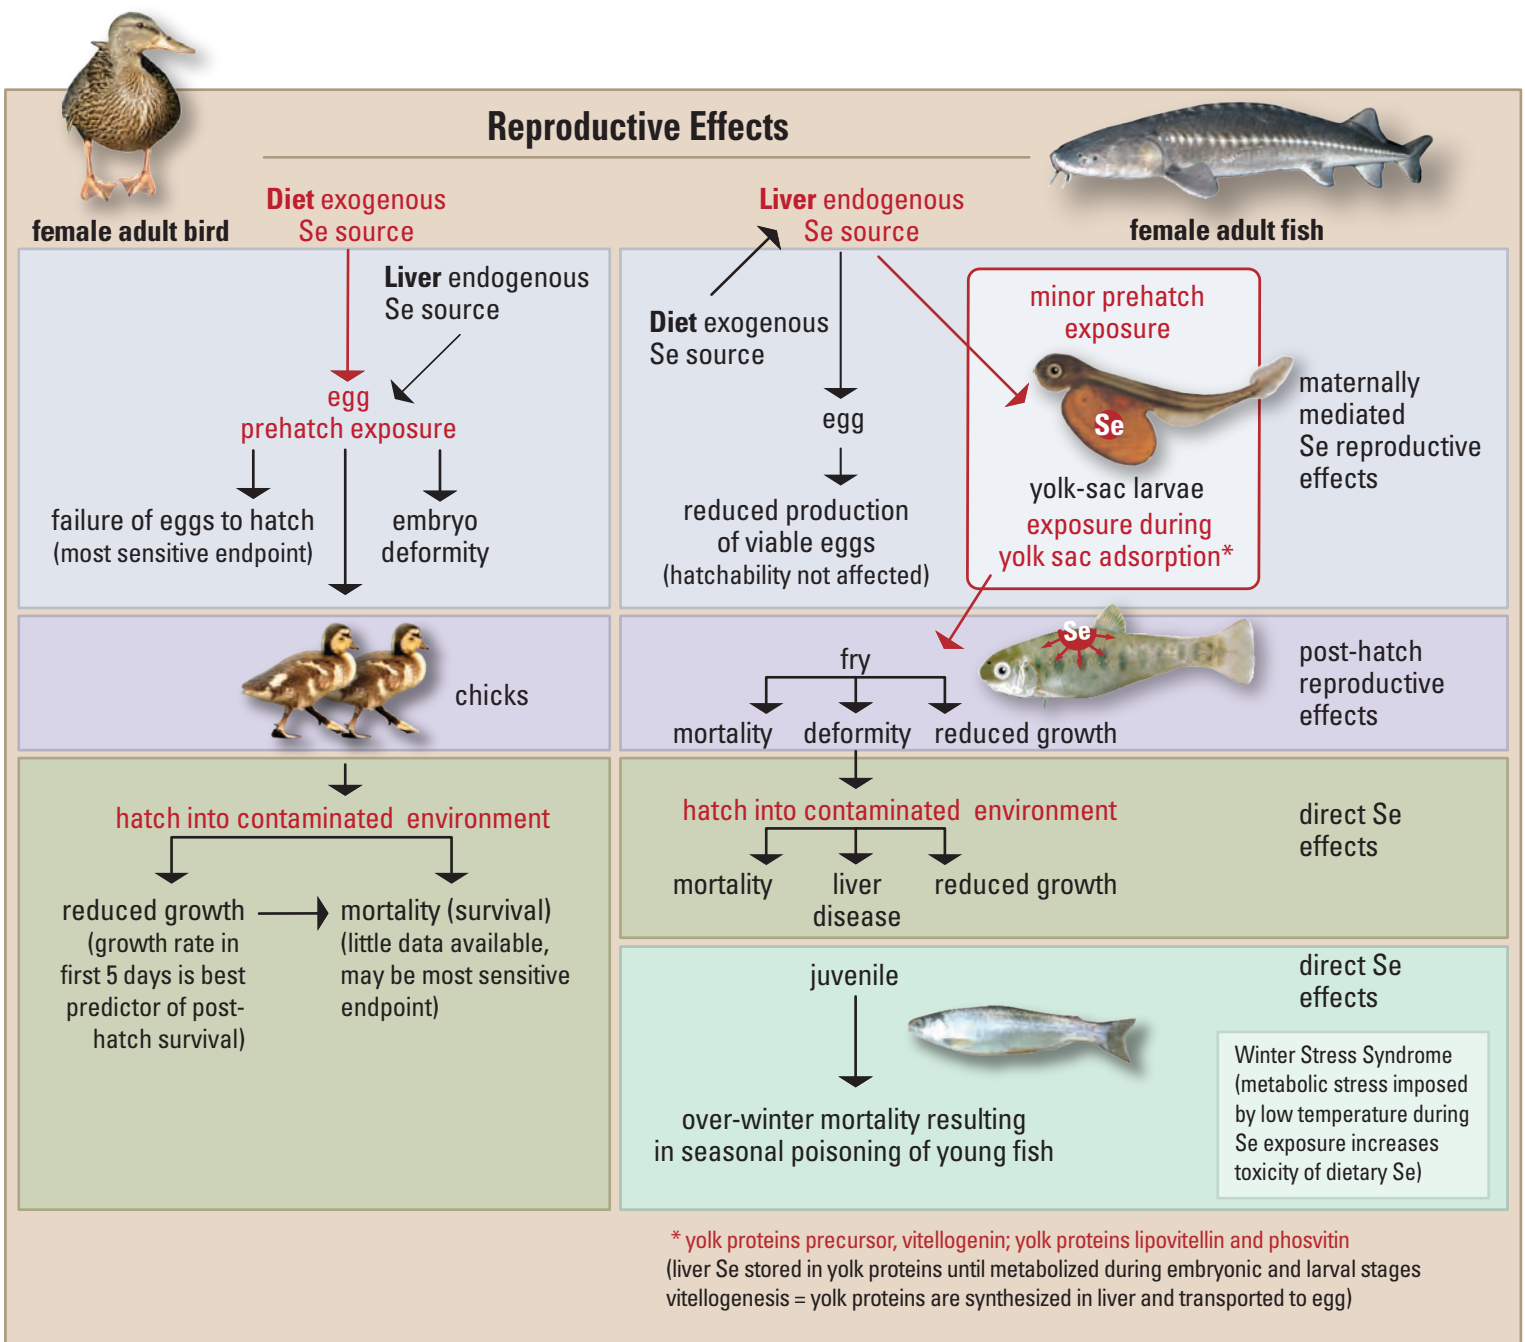 Reproductive Effects
female adult bird
Diet exogenous
Se source
Liver endogenous
Se source
egg
prehatch exposure
failure of eggs to hatch
(most sensitive endpoint)
embryo
deformity
chicks
hatch into contaminated environment
reduced growth
(growth rate in
first 5 days is best
predictor of post-
hatch survival)
mortality (survival)
(little data available,
may be most sensitive
endpoint)
Liver endogenous
Se source
female adult fish
Diet exogenous
Se source
egg
reduced production
of viable eggs
(hatchability not affected)
minor prehatch
exposure
Se
yolk-sac larvae
exposure during
yolk sac adsorption*
maternally
mediated
Se reproductive
effects
fry
Se
mortality
deformity
reduced growth
post-hatch
reproductive
effects
hatch into contaminated environment
mortality
liver
disease
reduced growth
direct Se
effects
juvenile
over-winter mortality resulting
in seasonal poisoning of young fish
direct Se
effects
Winter Stress Syndrome
(metabolic stress imposed
by low temperature during
Se exposure increases
toxicity of dietary Se)
* yolk proteins precursor, vitellogenin; yolk proteins lipovitellin and phosvitin
(liver Se stored in yolk proteins until metabolized during embryonic and larval stages
vitellogenesis = yolk proteins are synthesized in liver and transported to egg)